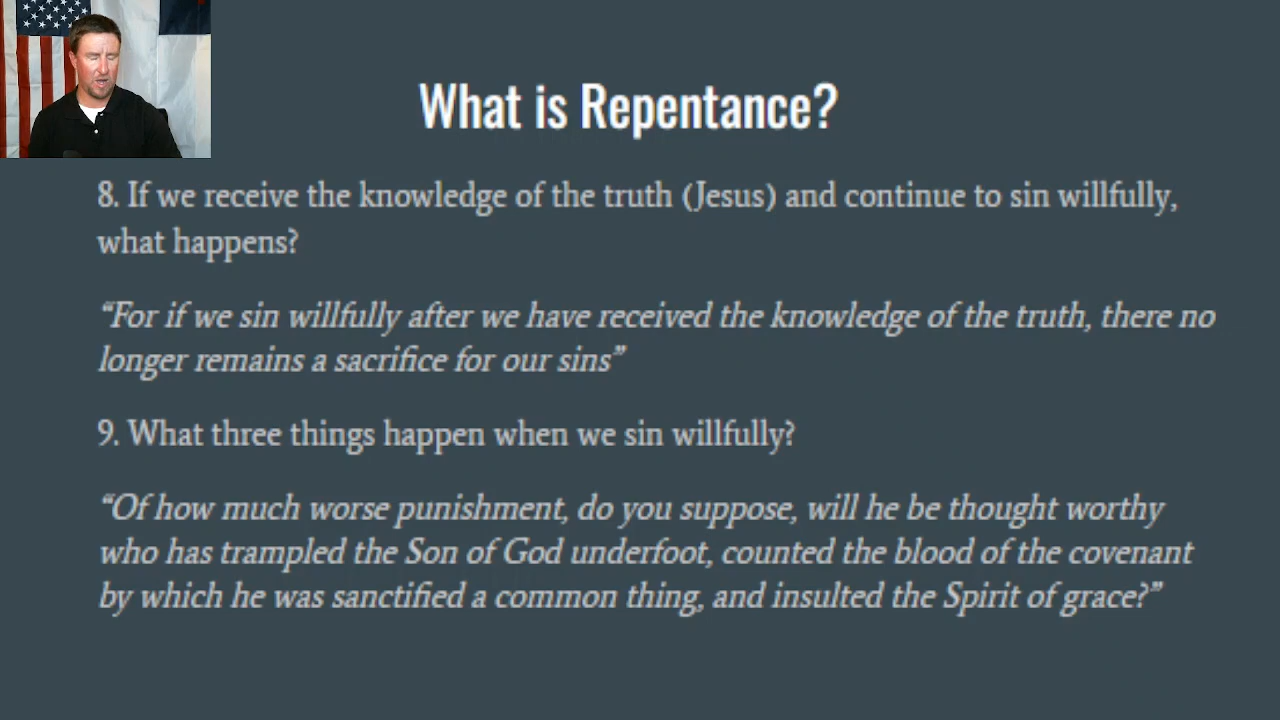 What is Repentance?
8. If we receive the knowledge of the truth (Jesus) and continue to sin willfully,
what happens?
“For if we sin willfully after we have received the knowledge of the truth, there no
longer remains a sacrifice for our sins”
9. What three things happen when we sin willfully?
“Of how much worse punishment, do you suppose, will he be thought worthy
who has trampled the Son of God underfoot, counted the blood of the covenant
by which he was sanctified a common thing, and insulted the Spirit of grace?”